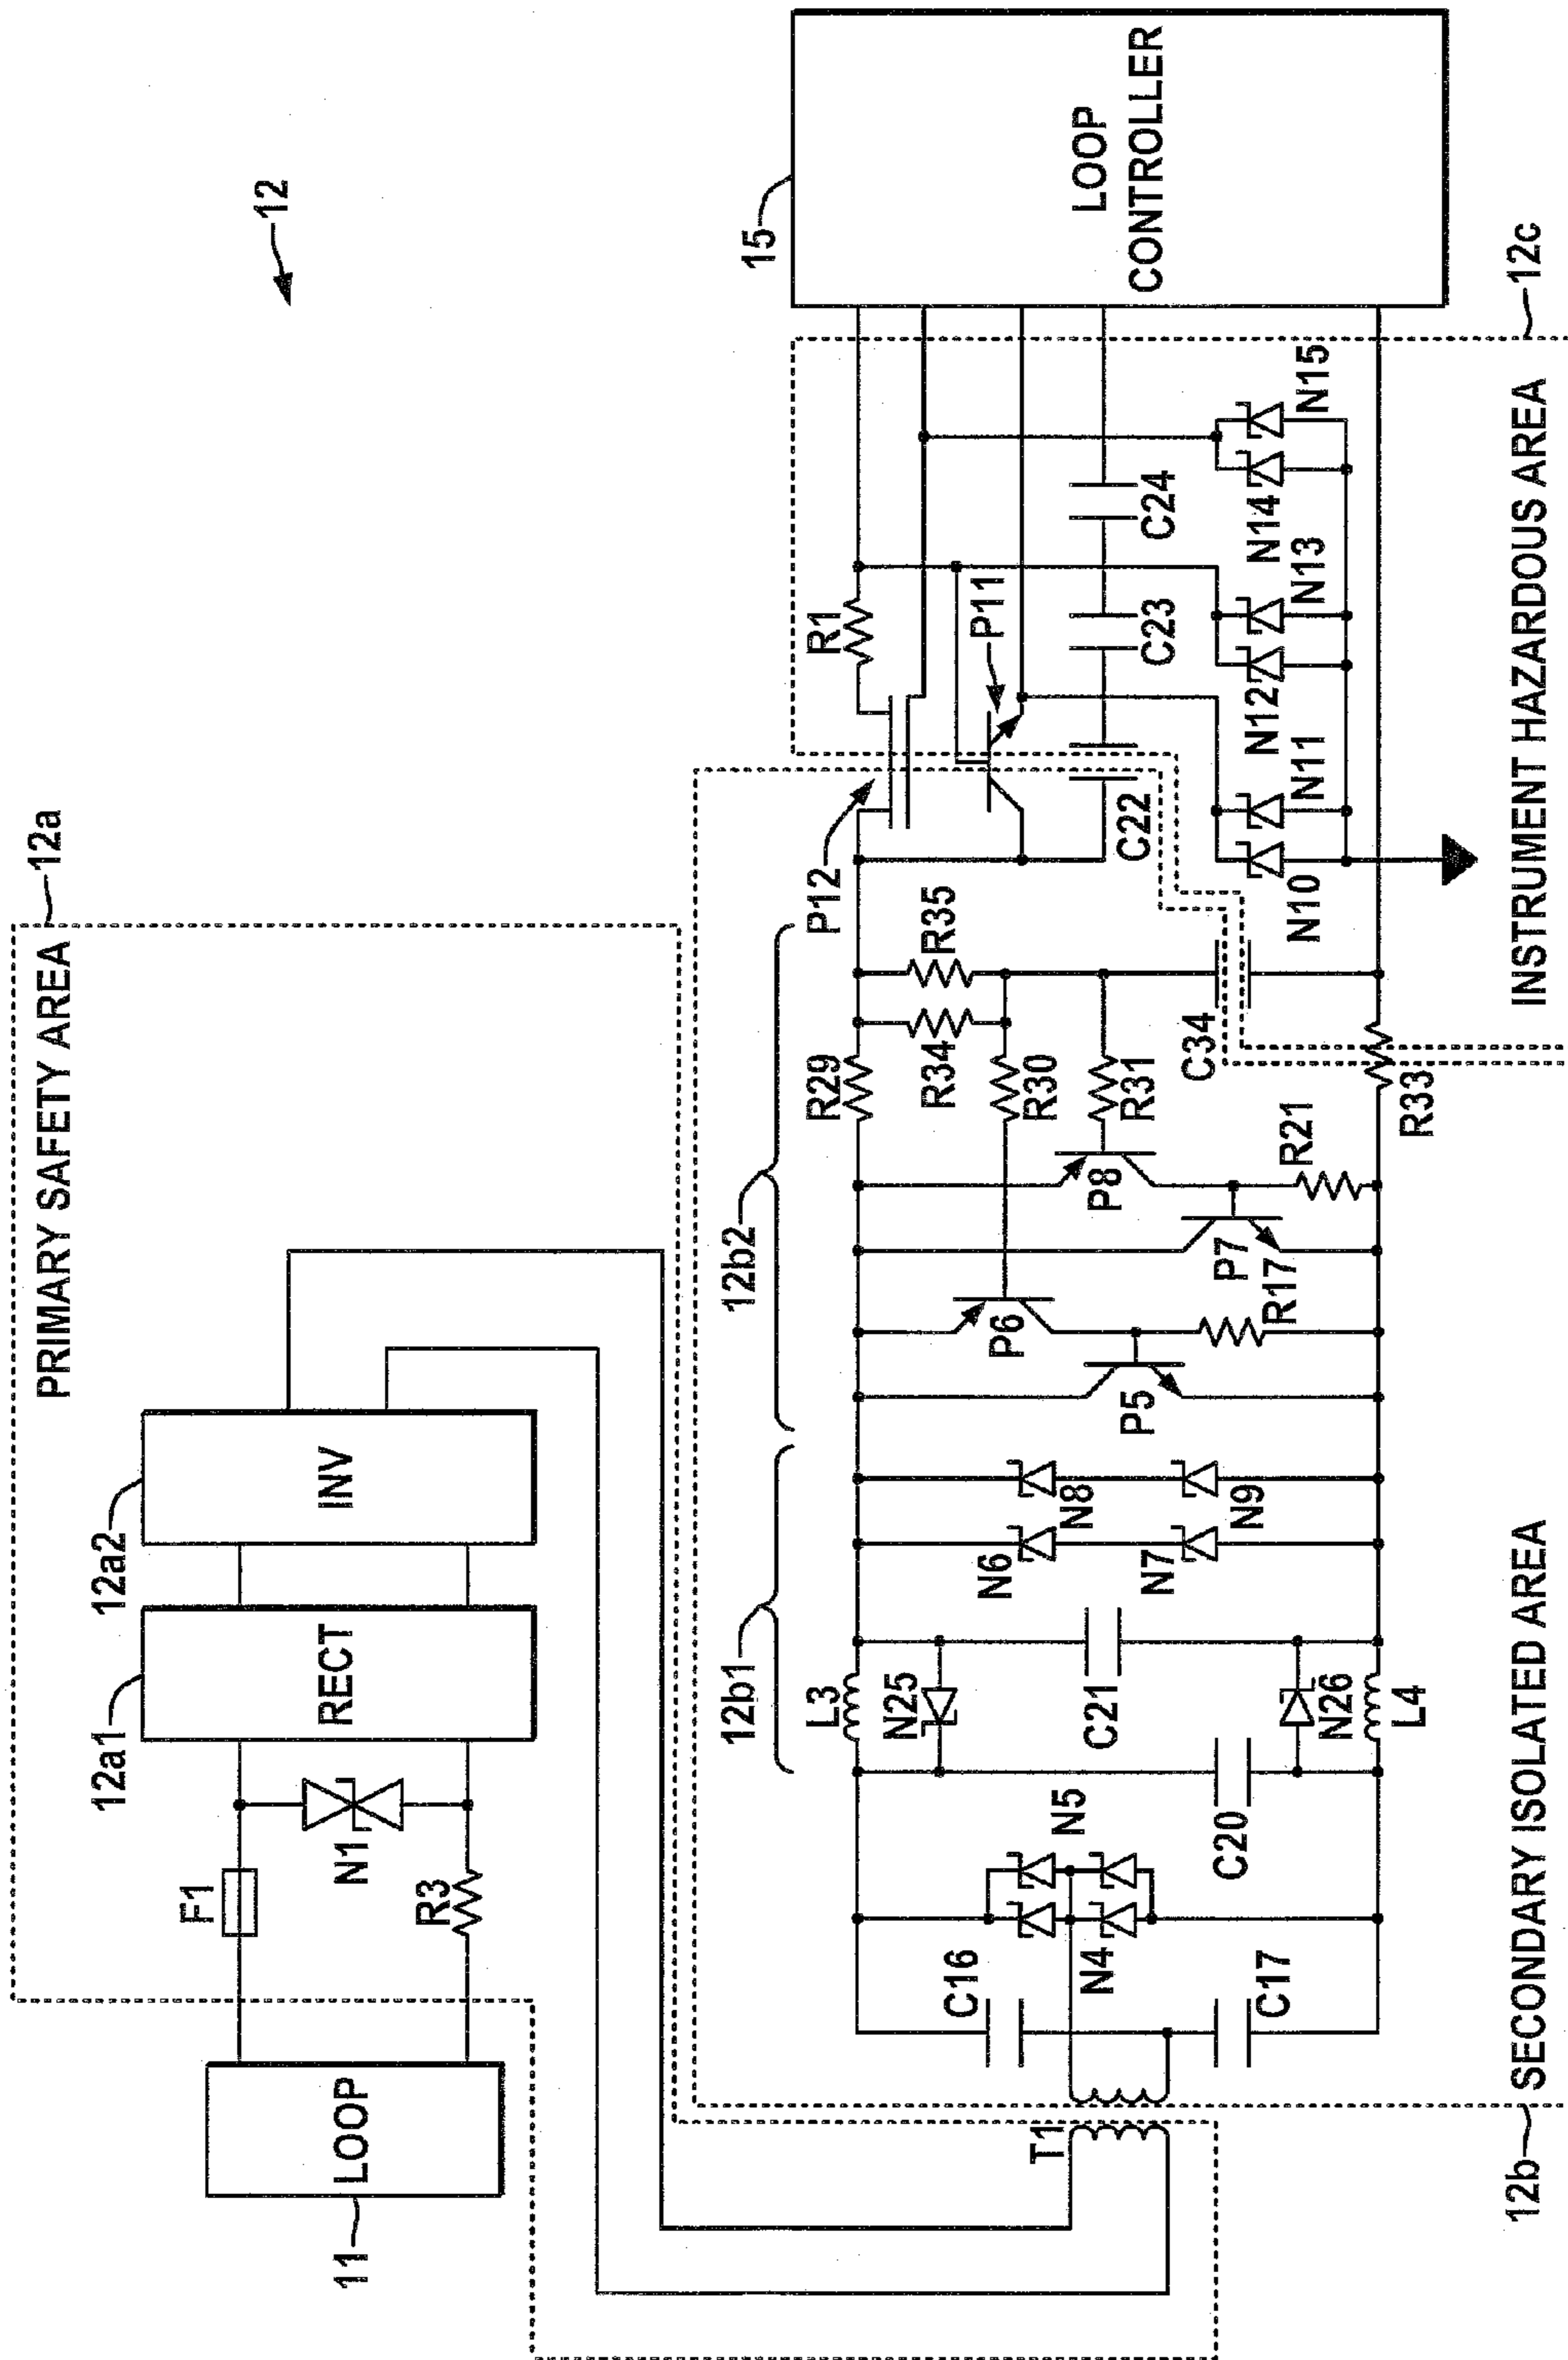 PRIMARY SAFETY AREA
12a
12
LOOP
11
F1
R3
N1
12a1
RECT
12a2
INV
T1
12b1
12b2
C16
C17
N4
N5
C20
L3
N25
C21
N26
L4
N6
N7
N8
N9
P5
P6
R17
P7
P8
R21
R29
R34
R35
R30
R31
C34
R33
P12
C22
R1
P11
C23
C24
N10
N11
N12
N13
N14
N15
15
LOOP
CONTROLLER
12b
SECONDARY ISOLATED AREA
INSTRUMENT HAZARDOUS AREA
12c